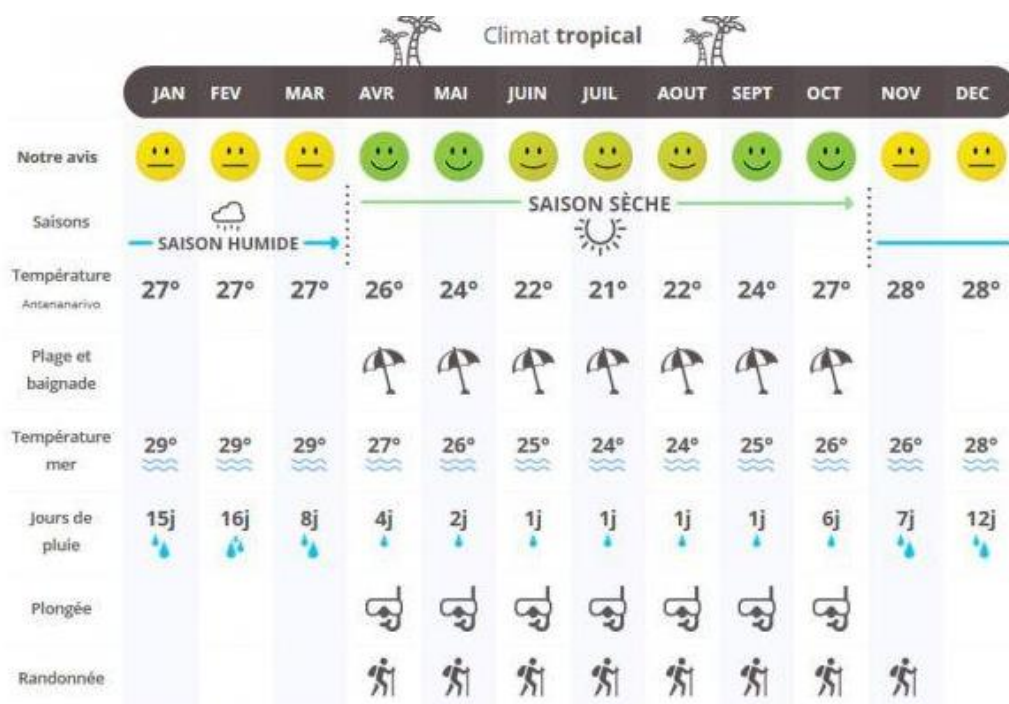 Climat tropical
JAN FEV MAR AVR MAI JUIN JUIL AOUT SEPT OCT NOV DEC
Notre avis
Saisons
SAISON HUMIDE
SAISON SÈCHE
Température
Antenanarivo
27° 27° 27° 26° 24° 22° 21° 22° 24° 27° 28° 28°
Plage et
baignade
Température
mer
29° 29° 29° 27° 26° 25° 24° 24° 25° 26° 26° 28°
Jours de
pluie
15j 16j 8j 4j 2j 1j 1j 1j 1j 6j 7j 12j
Plongée
Randonnée